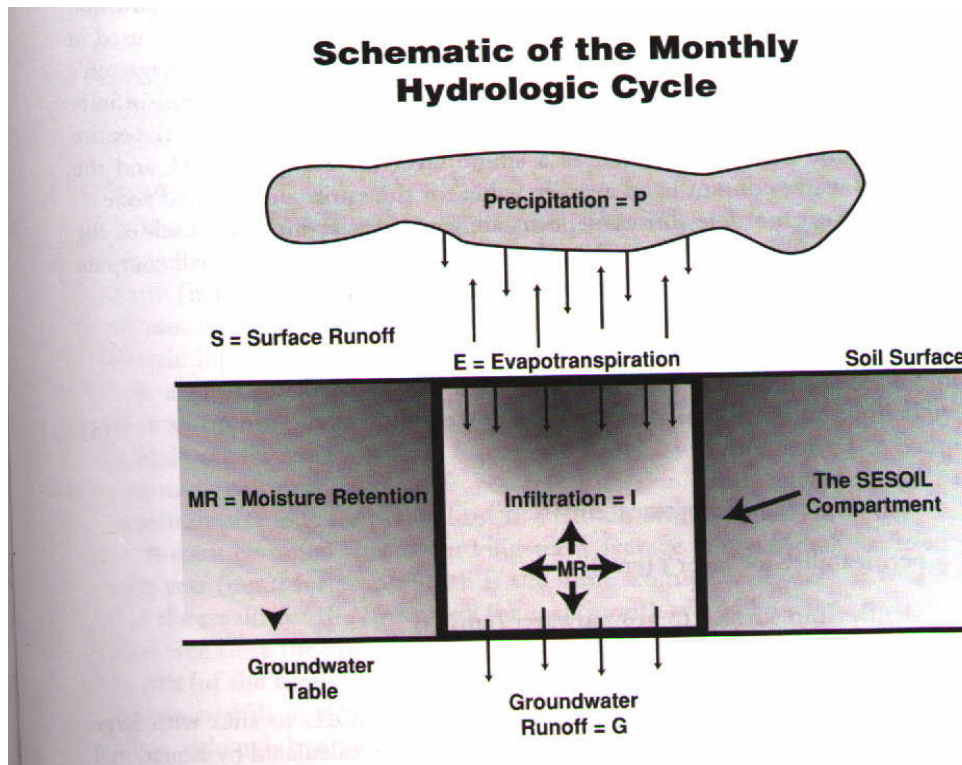 Schematic of the Monthly
Hydrologic Cycle
Precipitation = P
S = Surface Runoff
E = Evapotranspiration
Soil Surface
MR = Moisture Retention
Infiltration = I
The SESOIL
Compartment
MR
Groundwater
Table
Groundwater
Runoff = G